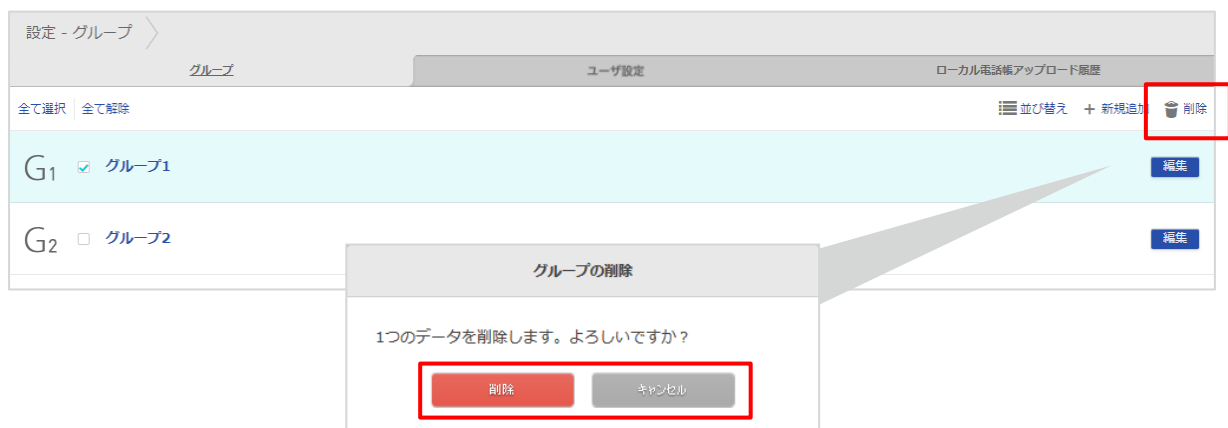 設定 - グループ
グループ ユーザ設定 ローカル電話帳アップロード履歴
全て選択 全て解除 並び替え + 新規追加 削除
G1 グループ1 編集
G2 グループ2 編集
グループの削除
1つのデータを削除します。よろしいですか?
削除 キャンセル